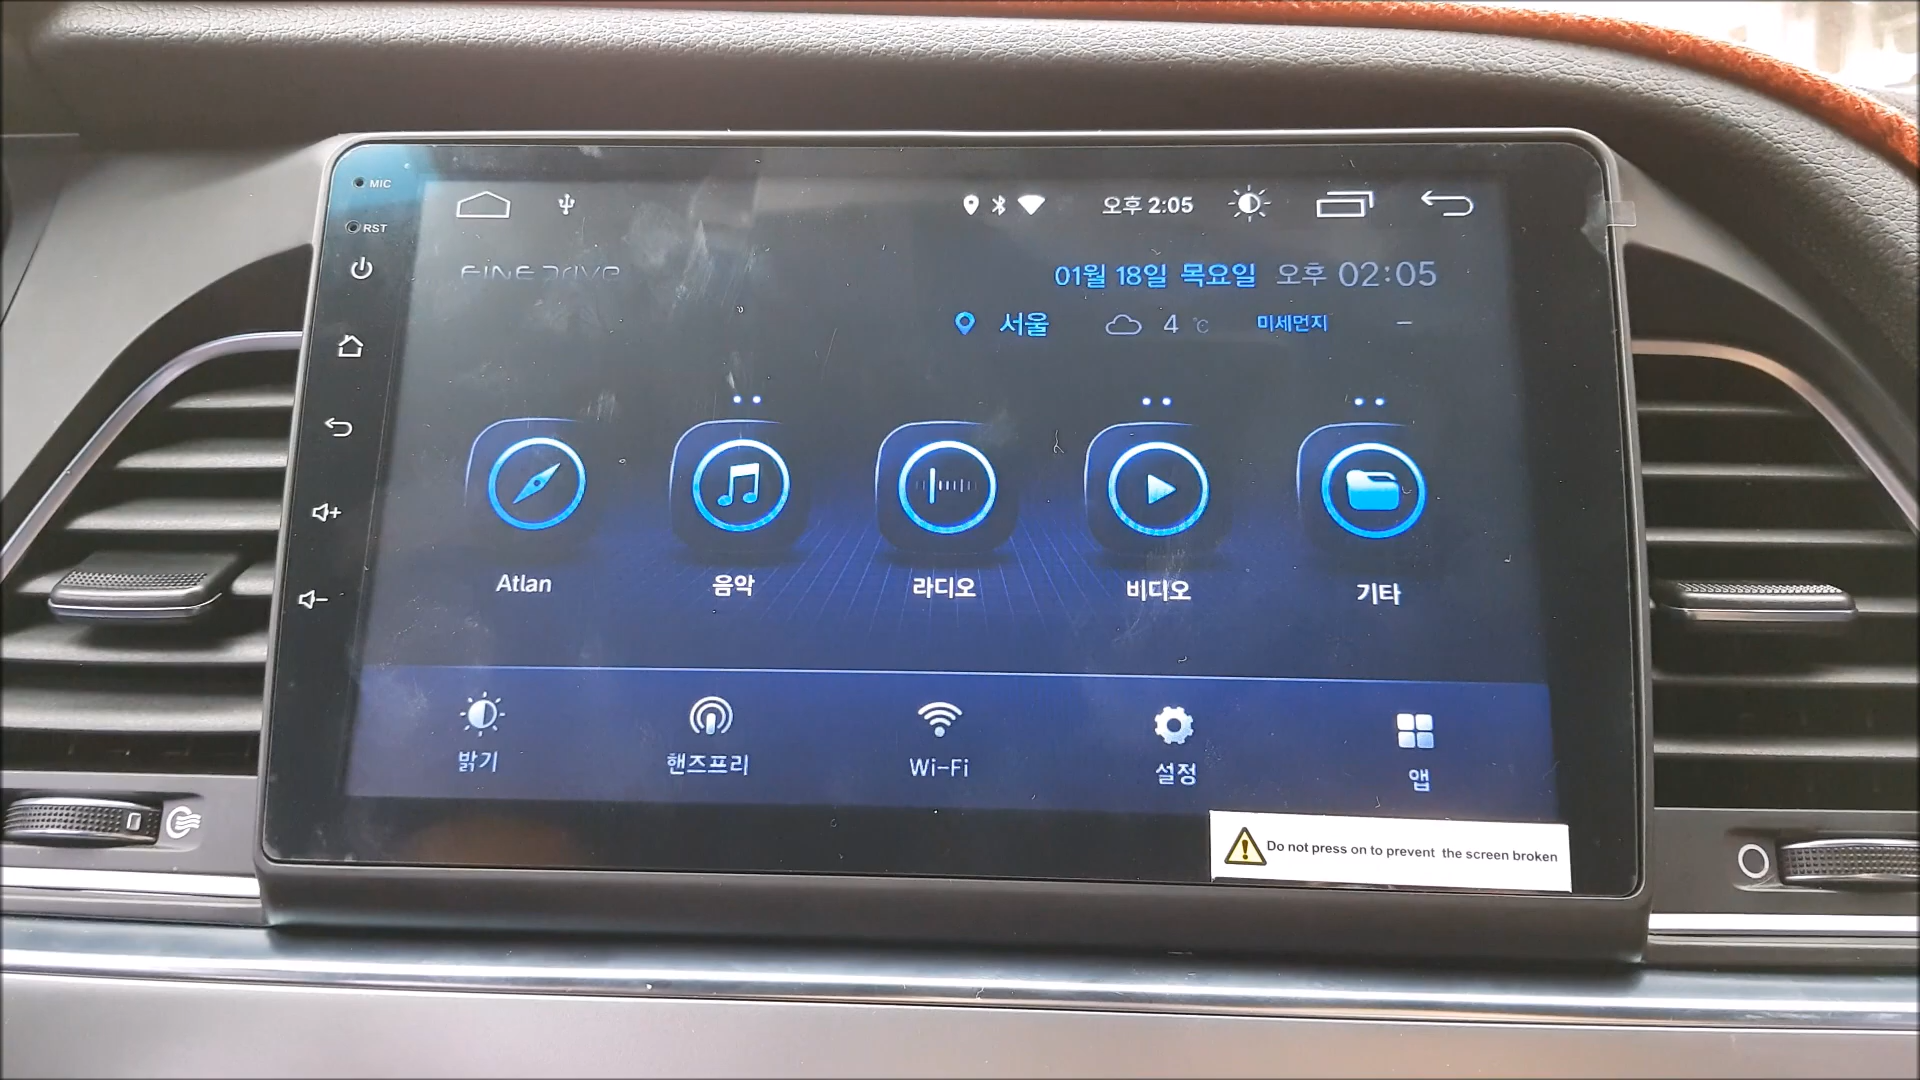 MIC
오후 2:05
RST
FINE DRIVE
01월 18일 목요일 오후 02:05
서울 4 °C 미세먼지 –
Atlan 음악 라디오 비디오 기타
밝기 핸즈프리 Wi-Fi 설정 앱
Do not press on to prevent the screen broken